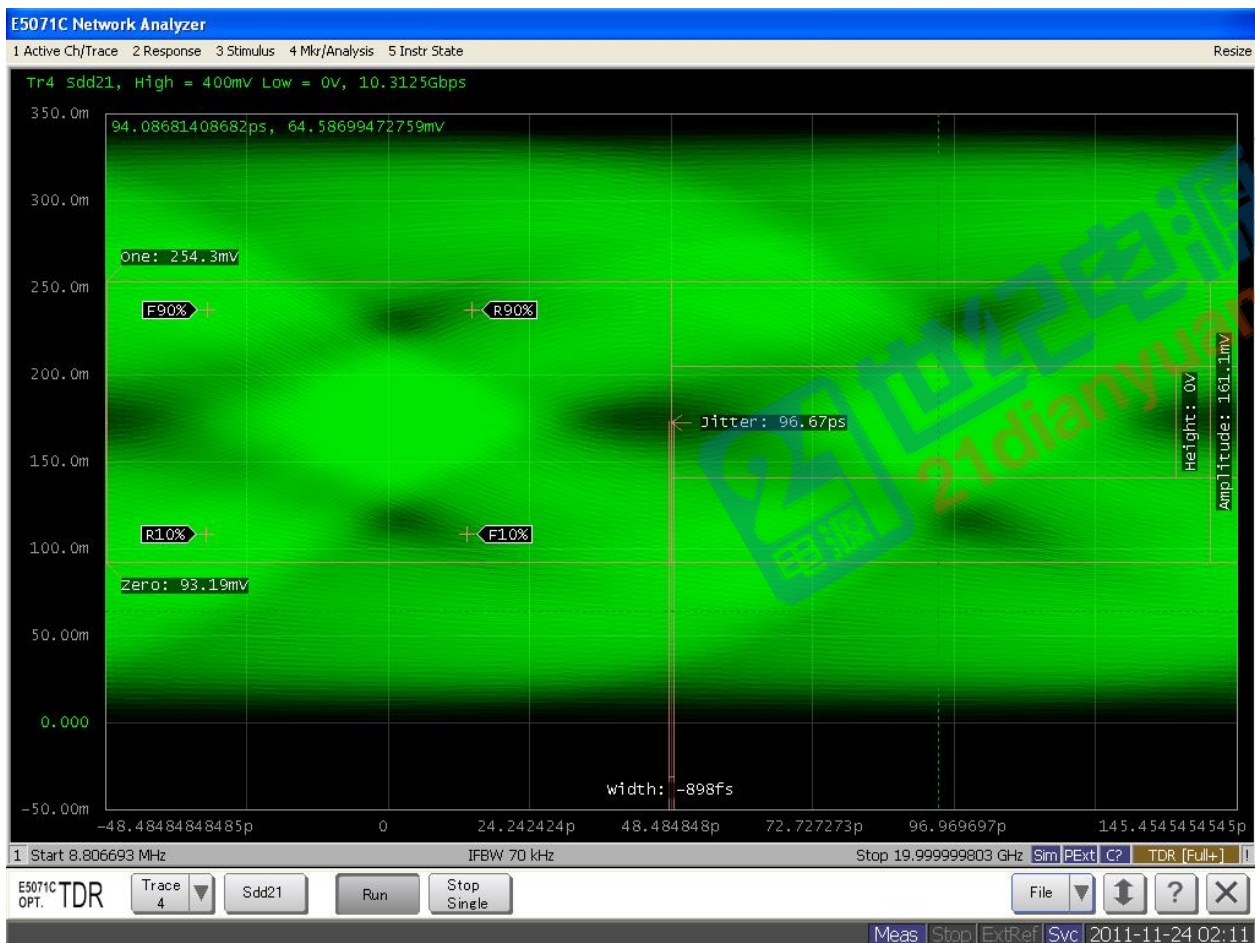 E5071C Network Analyzer
1 Active Ch/Trace 2 Response 3 Stimulus 4 Mkr/Analysis 5 Instr State Resize
Tr4 Sdd21, High = 400mV Low = 0V, 10.3125Gbps
350.0m
94.08681408682ps, 64.58699472759mV
300.0m
One: 254.3mV
250.0m
F90% R90%
200.0m
Jitter: 96.67ps
Height: 0V
Amplitude: 161.1mV
150.0m
R10% F10%
100.0m
Zero: 93.19mV
50.00m
0.000
Width: -898fs
-50.00m
-48.48484848485p 0 24.242424p 48.484848p 72.727273p 96.969697p 145.4545454545p
世纪电源
21dianyuan
电源
1 Start 8.806693 MHz IFBW 70 kHz Stop 19.999999803 GHz Sim PExt C? TDR [Full+] !
E5071C OPT. TDR Trace 4 Sdd21 Run Stop Single File ?
Meas Stop ExtRef Svc 2011-11-24 02:11